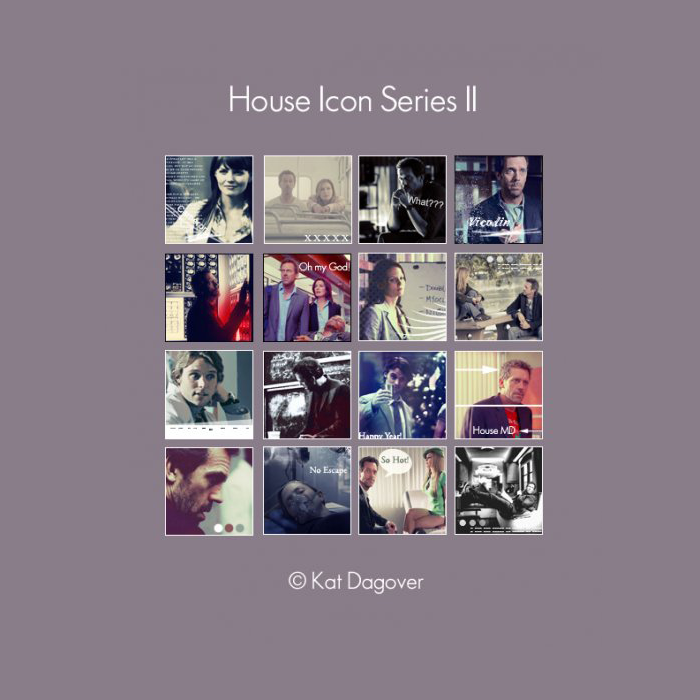 House Icon Series II
XXXXX
What???
Vicodin
Oh my God!
Happy Year!
House MD
No Escape
So Hot!
© Kat Dagover